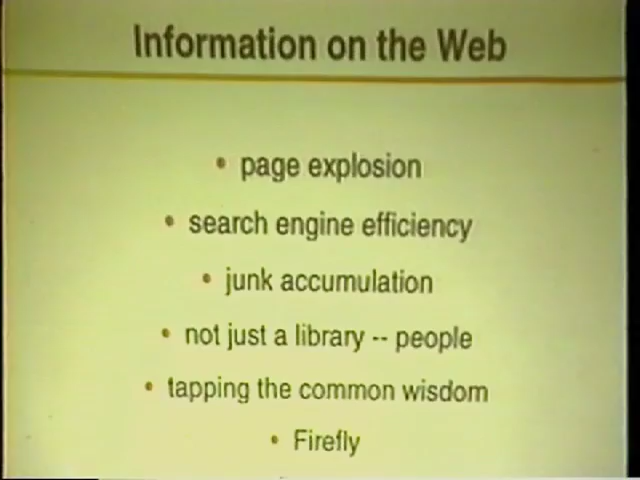 Information on the Web
• page explosion
• search engine efficiency
• junk accumulation
• not just a library -- people
• tapping the common wisdom
• Firefly